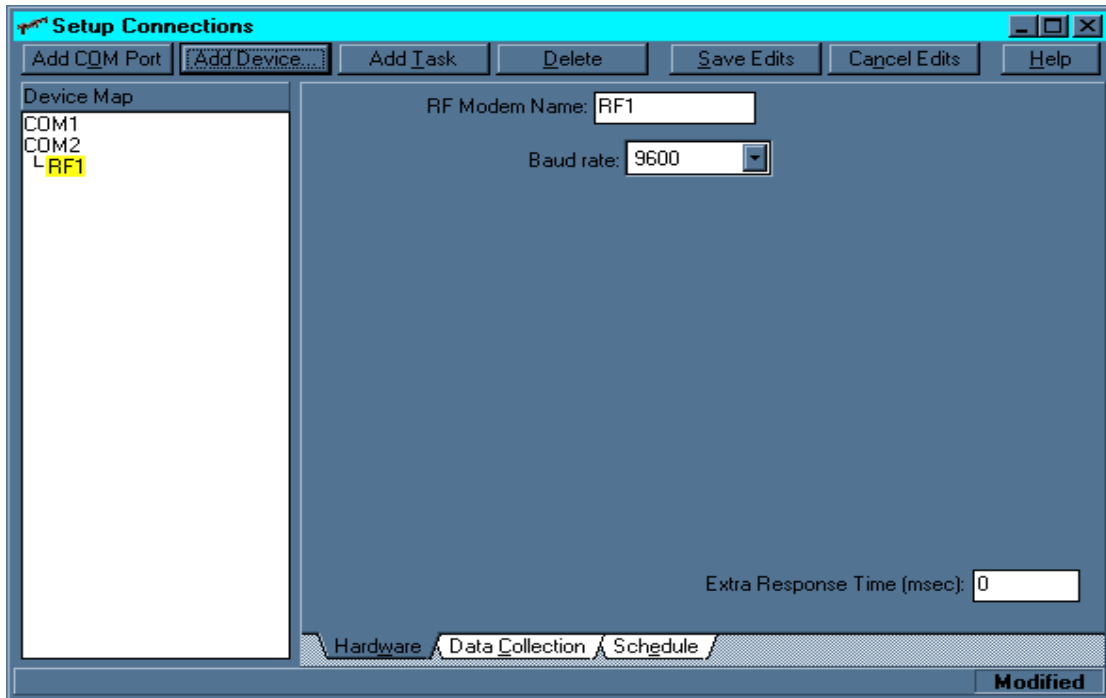 Setup Connections
Add COM Port Add Device... Add Task Delete Save Edits Cancel Edits Help
Device Map
COM1
COM2
RF1
RF Modem Name: RF1
Baud rate: 9600
Extra Response Time (msec): 0
Hardware Data Collection Schedule
Modified